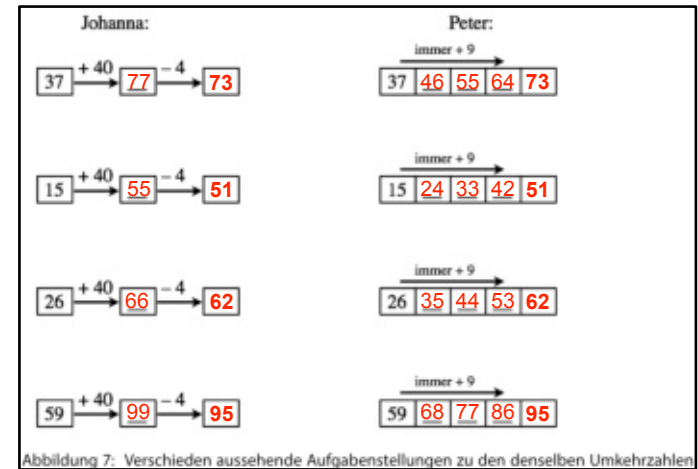 Johanna: Peter:
immer + 9
+ 40 – 4
37 77 73 37 46 55 64 73
immer + 9
+ 40 – 4
15 55 51 15 24 33 42 51
immer + 9
+ 40 – 4
26 66 62 26 35 44 53 62
immer + 9
+ 40 – 4
59 99 95 59 68 77 86 95
Abbildung 7: Verschieden aussehende Aufgabenstellungen zu den denselben Umkehrzahlen